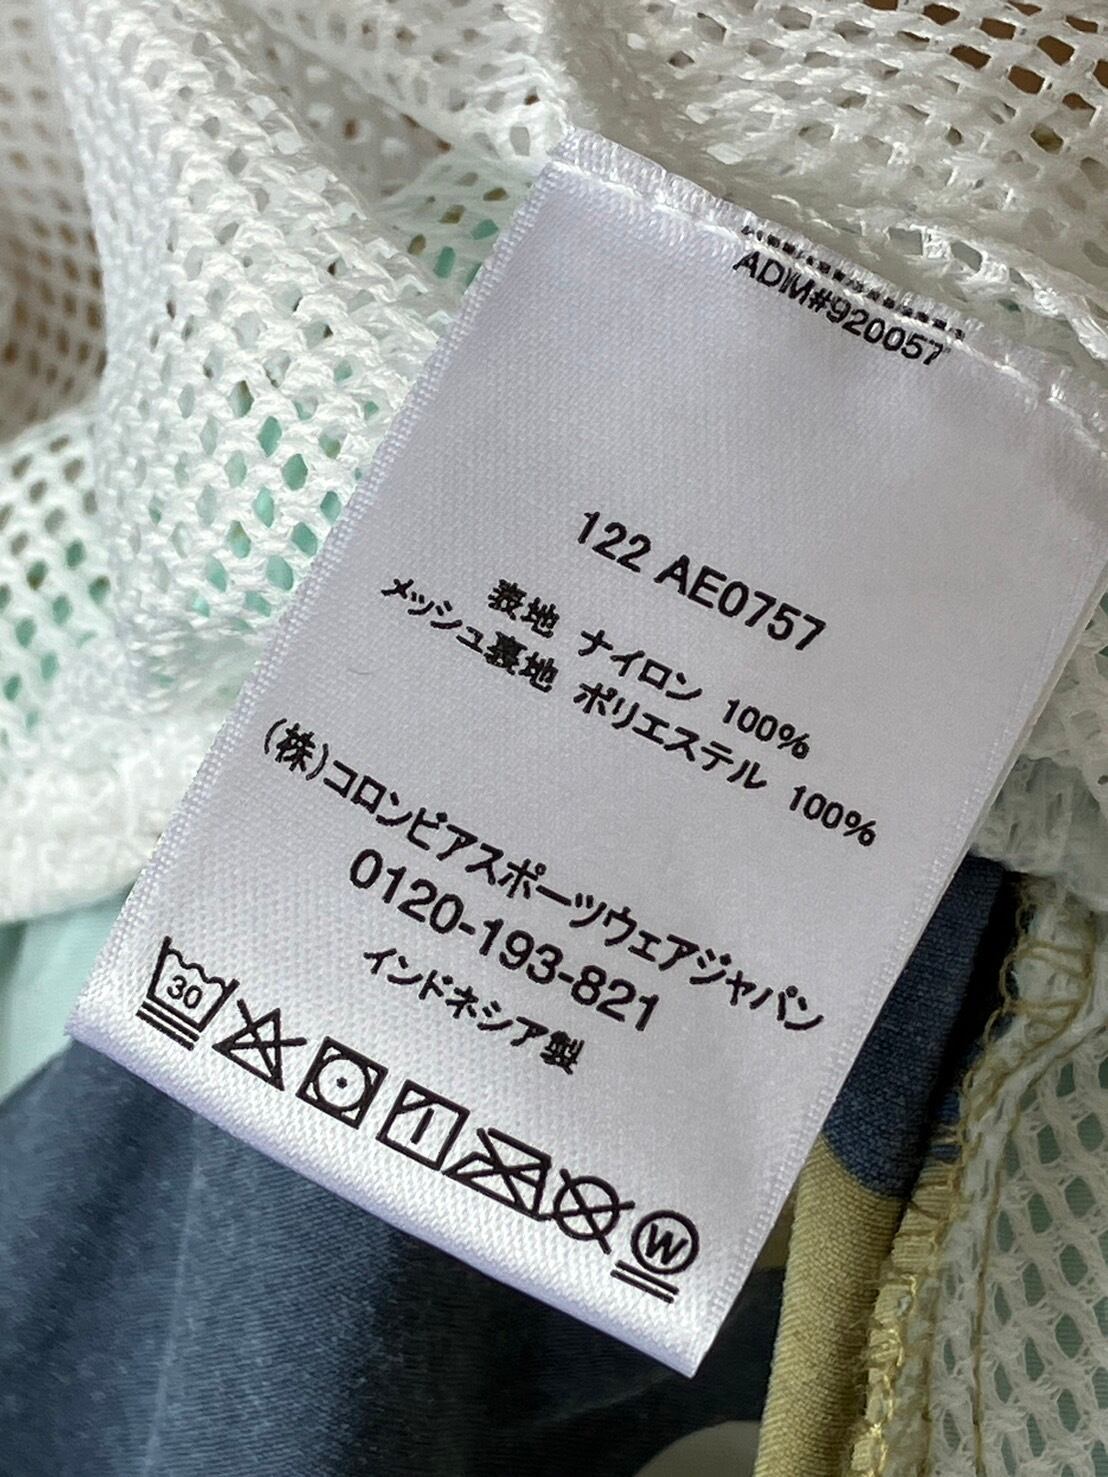 ADM#920057
122 AE0757
表地 ナイロン 100%
メッシュ裏地 ポリエステル 100%
(株)コロンビアスポーツウェアジャパン
0120-193-821
インドネシア製
30
W